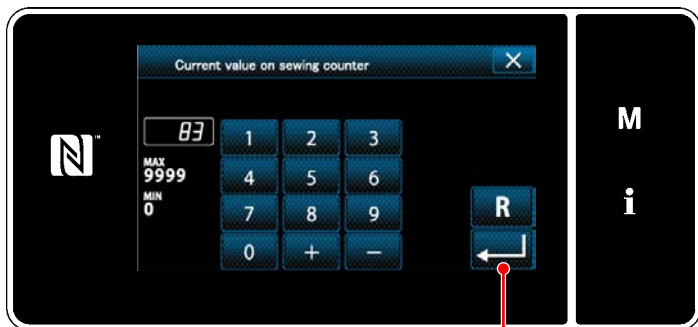 Current value on sewing counter
83
MAX
9999
MIN
0
1 2 3
4 5 6
7 8 9
0 + −
R
N™
M
i